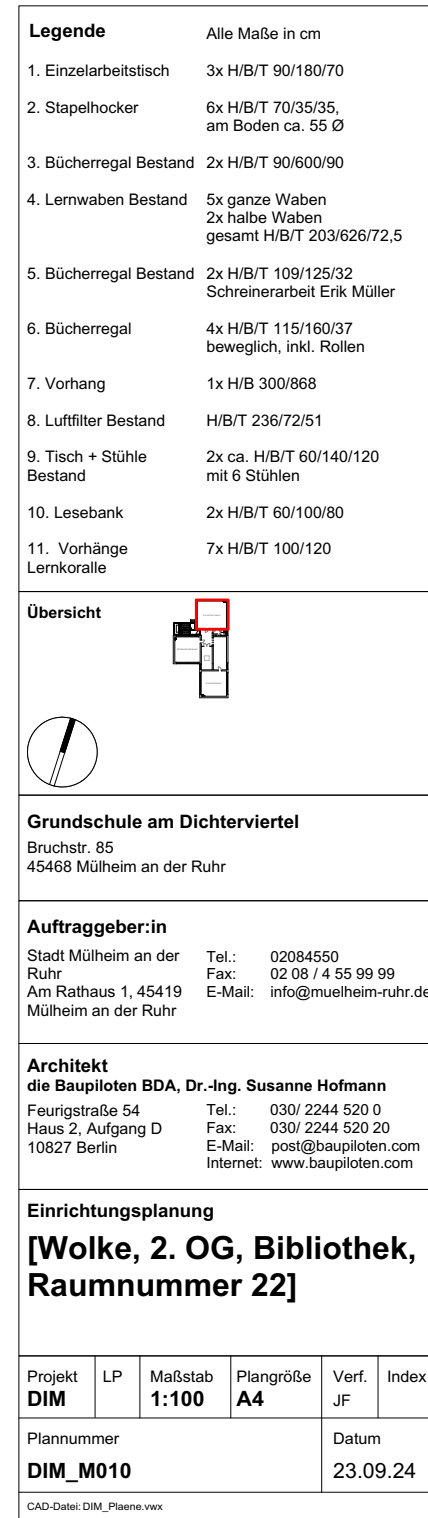 Legende Alle Maße in cm
1. Einzelarbeitstisch 3x H/B/T 90/180/70
2. Stapelhocker 6x H/B/T 70/35/35,
am Boden ca. 55 Ø
3. Bücherregal Bestand 2x H/B/T 90/600/90
4. Lernwaben Bestand 5x ganze Waben
2x halbe Waben
gesamt H/B/T 203/626/72,5
5. Bücherregal Bestand 2x H/B/T 109/125/32
Schreinerarbeit Erik Müller
6. Bücherregal 4x H/B/T 115/160/37
beweglich, inkl. Rollen
7. Vorhang 1x H/B 300/868
8. Luftfilter Bestand H/B/T 236/72/51
9. Tisch + Stühle 2x ca. H/B/T 60/140/120
Bestand mit 6 Stühlen
10. Lesebank 2x H/B/T 60/100/80
11. Vorhänge 7x H/B/T 100/120
Lernkoralle
Übersicht
Grundschule am Dichterviertel
Bruchstr. 85
45468 Mülheim an der Ruhr
Auftraggeber:in
Stadt Mülheim an der Ruhr
Am Rathaus 1, 45419
Mülheim an der Ruhr
Tel.: 02084550
Fax: 02 08 / 4 55 99 99
E-Mail: info@muelheim-ruhr.de
Architekt
die Baupiloten BDA, Dr.-Ing. Susanne Hofmann
Feurigstraße 54
Haus 2, Aufgang D
10827 Berlin
Tel.: 030/ 2244 520 0
Fax: 030/ 2244 520 20
E-Mail: post@baupiloten.com
Internet: www.baupiloten.com
Einrichtungsplanung
[Wolke, 2. OG, Bibliothek,
Raumnummer 22]
Projekt LP Maßstab Plangröße Verf. Index
DIM 1:100 A4 JF
Plannummer Datum
DIM_M010 23.09.24
CAD-Datei: DIM_Plaene.vwx